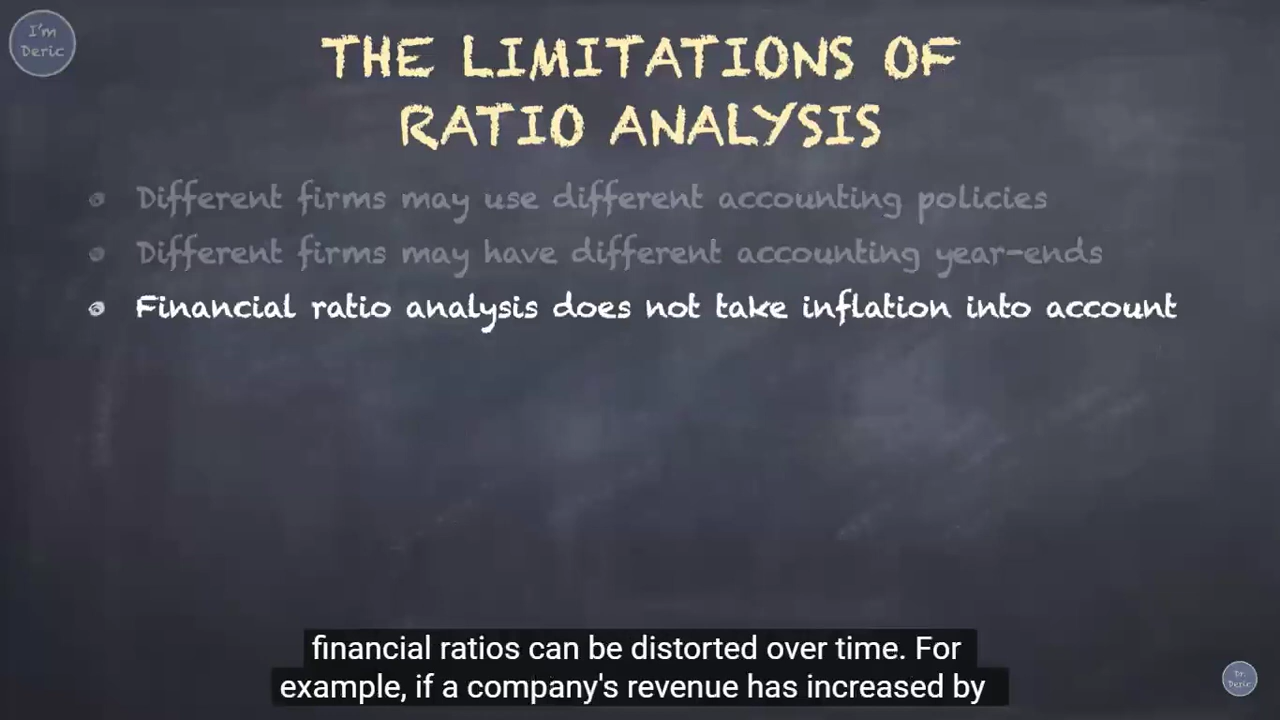 I'm
Deric
THE LIMITATIONS OF
RATIO ANALYSIS
Different firms may use different accounting policies
Different firms may have different accounting year-ends
Financial ratio analysis does not take inflation into account
financial ratios can be distorted over time. For
example, if a company's revenue has increased by
Dr.
Deric